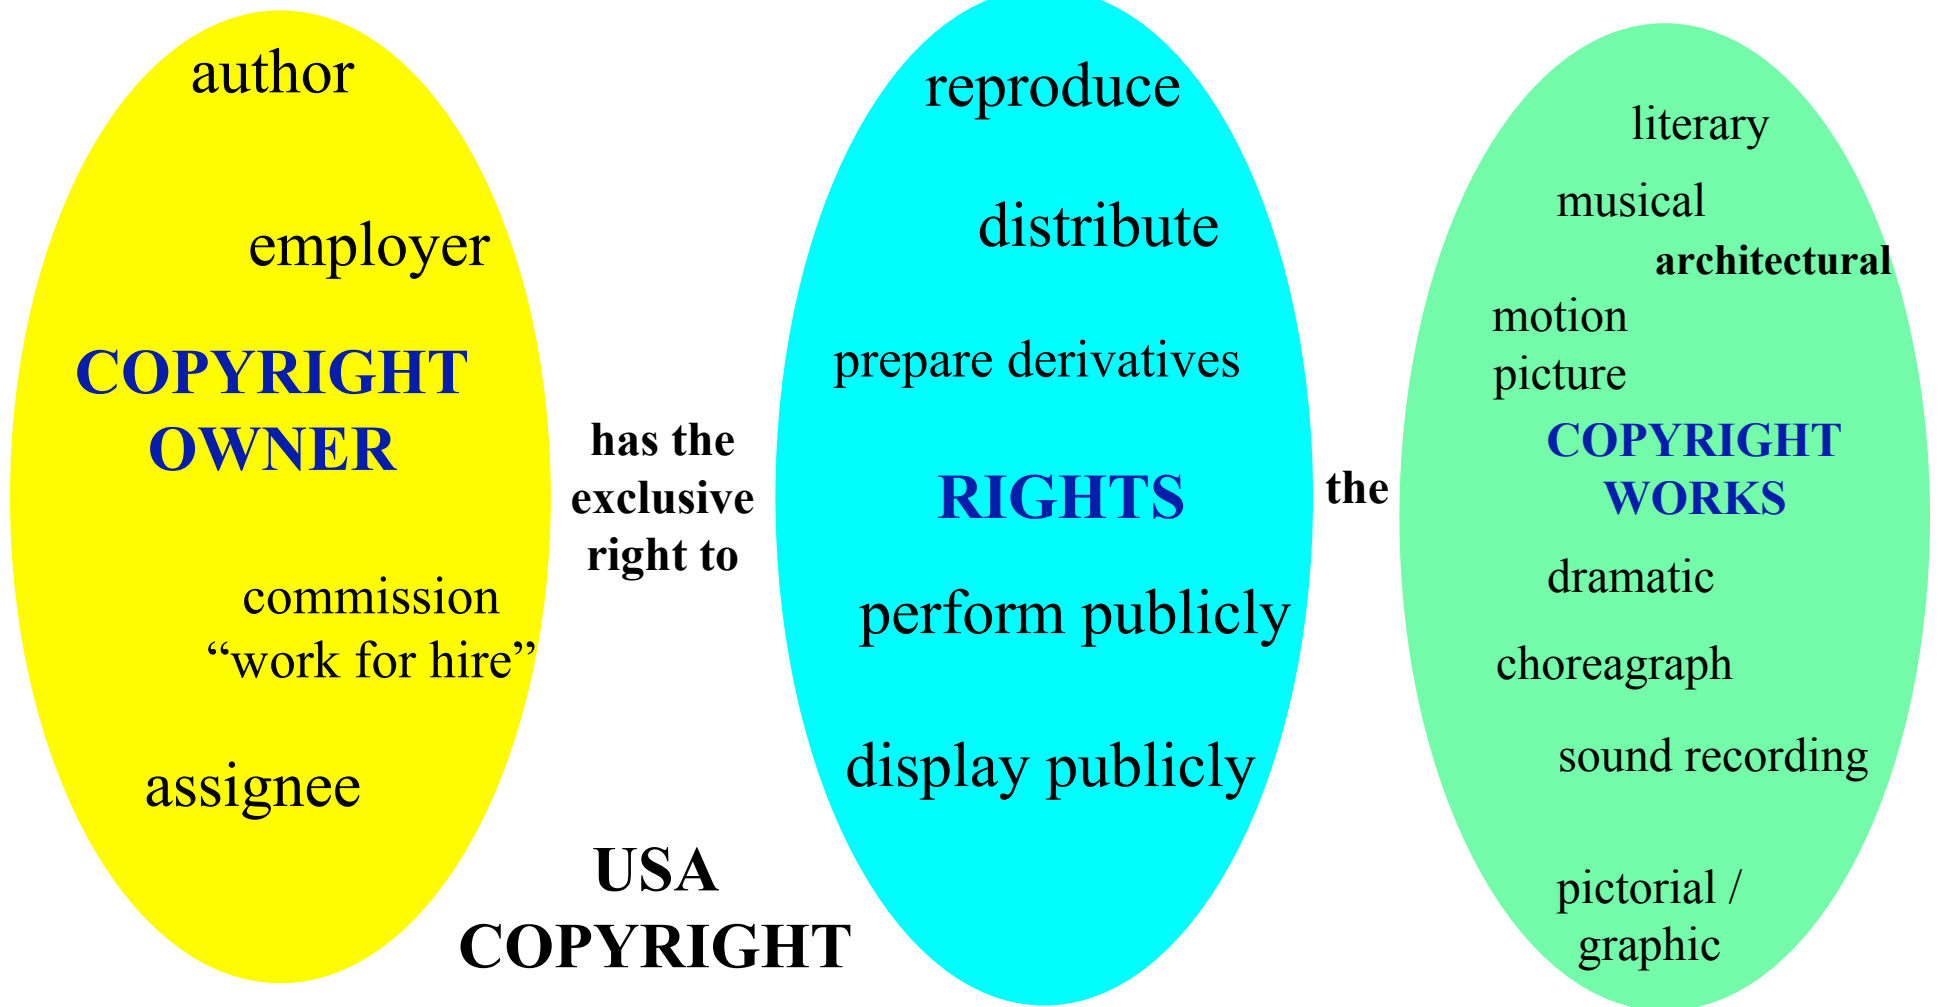 author
employer
COPYRIGHT
OWNER
commission
“work for hire”
assignee
has the
exclusive
right to
USA
COPYRIGHT
reproduce
distribute
prepare derivatives
RIGHTS
perform publicly
display publicly
the
literary
musical
architectural
motion
picture
COPYRIGHT
WORKS
dramatic
choreagraph
sound recording
pictorial /
graphic